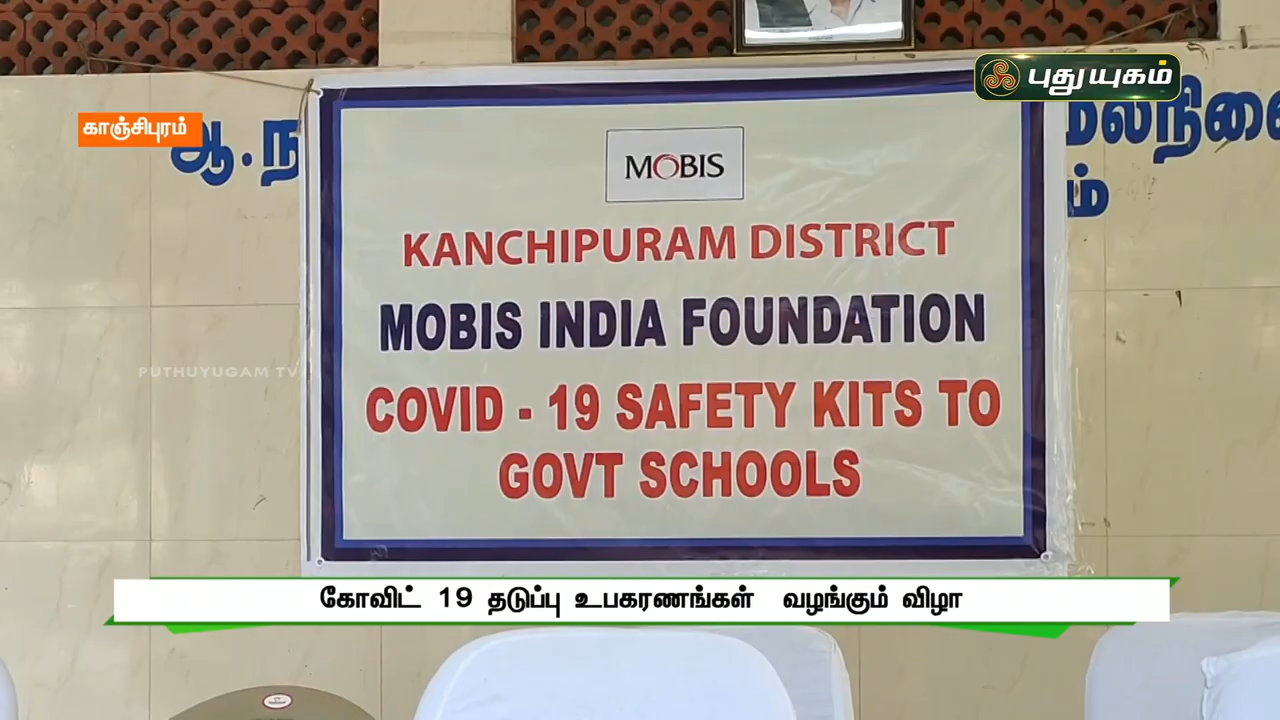 புதுயுகம்
காஞ்சிபுரம்
MOBIS
KANCHIPURAM DISTRICT
MOBIS INDIA FOUNDATION
COVID - 19 SAFETY KITS TO
GOVT SCHOOLS
PUTHUYUGAM TV
கோவிட் 19 தடுப்பு உபகரணங்கள் வழங்கும் விழா